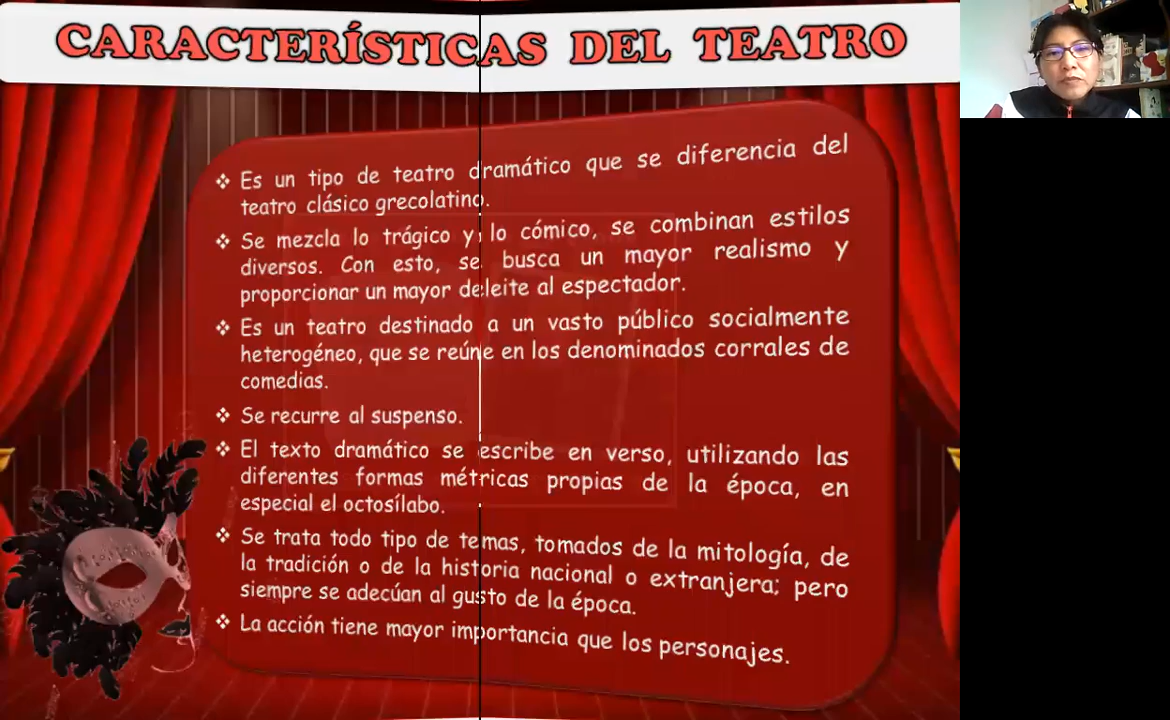 CARACTERÍSTICAS DEL TEATRO
❖ Es un tipo de teatro dramático que se diferencia del
teatro clásico grecolatino.
❖ Se mezcla lo trágico y lo cómico, se combinan estilos
diversos. Con esto, se busca un mayor realismo y
proporcionar un mayor deleite al espectador.
❖ Es un teatro destinado a un vasto público socialmente
heterogéneo, que se reúne en los denominados corrales de
comedias.
❖ Se recurre al suspenso.
❖ El texto dramático se escribe en verso, utilizando las
diferentes formas métricas propias de la época, en
especial el octosílabo.
❖ Se trata todo tipo de temas, tomados de la mitología, de
la tradición o de la historia nacional o extranjera; pero
siempre se adecúan al gusto de la época.
❖ La acción tiene mayor importancia que los personajes.